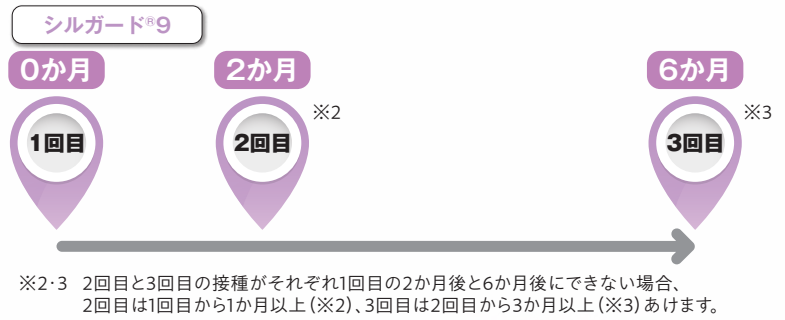 シルガード®9
0か月 2か月 6か月
1回目 2回目 ※2 3回目 ※3
※2・3 2回目と3回目の接種がそれぞれ1回目の2か月後と6か月後にできない場合、
2回目は1回目から1か月以上(※2)、3回目は2回目から3か月以上(※3)あけます。